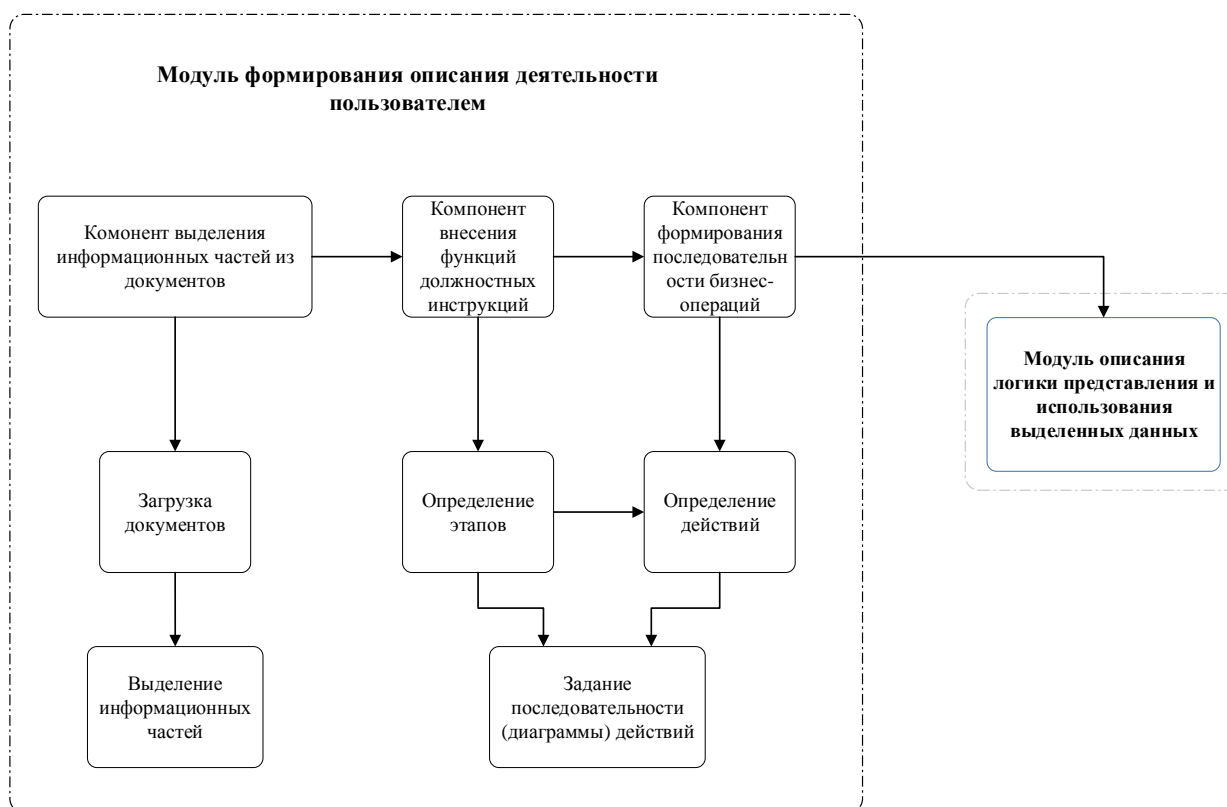 Модуль формирования описания деятельности
пользователем
Комонент выделения
информационных частей из
документов
Компонент
внесения
функций
должностных
инструкций
Компонент
формирования
последовательн
ости бизнес-
операций
Модуль описания
логики представления и
использования
выделенных данных
Загрузка
документов
Определение
этапов
Определение
действий
Выделение
информационных
частей
Задание
последовательности
(диаграммы) действий